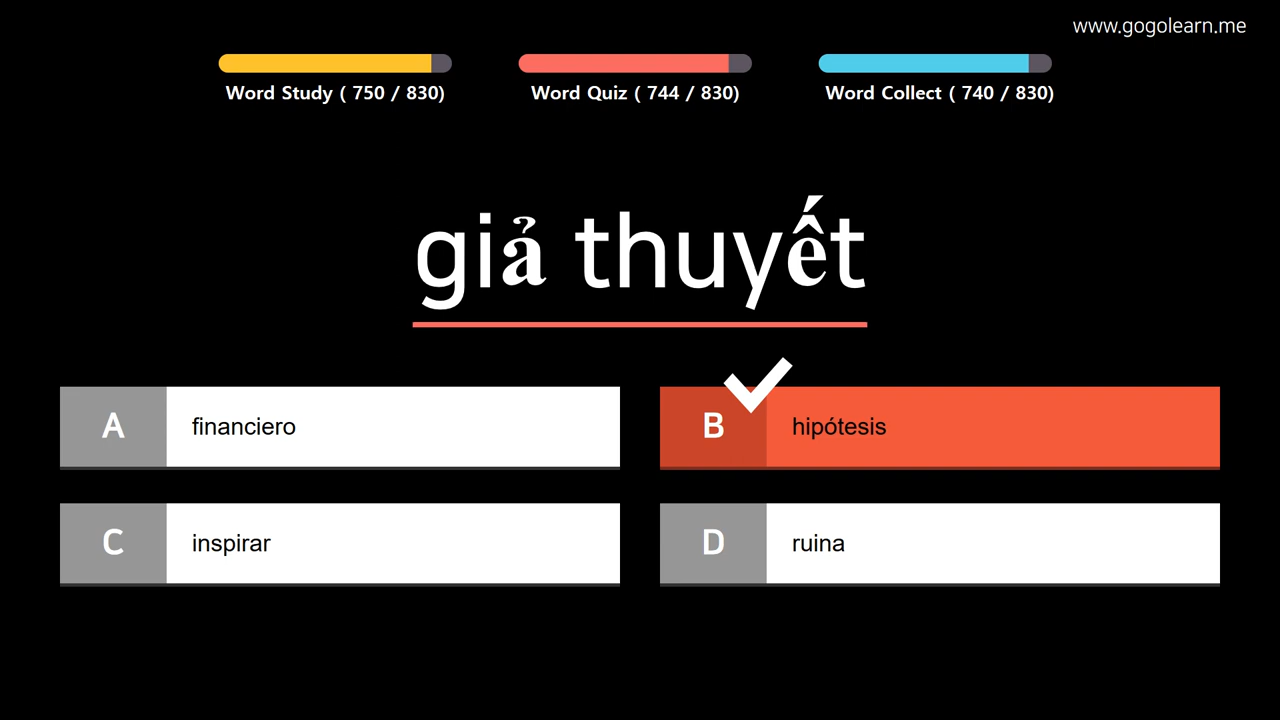 www.gogolearn.me
Word Study ( 750 / 830)
Word Quiz ( 744 / 830)
Word Collect ( 740 / 830)
giả thuyết
A financiero
B hipótesis
C inspirar
D ruina